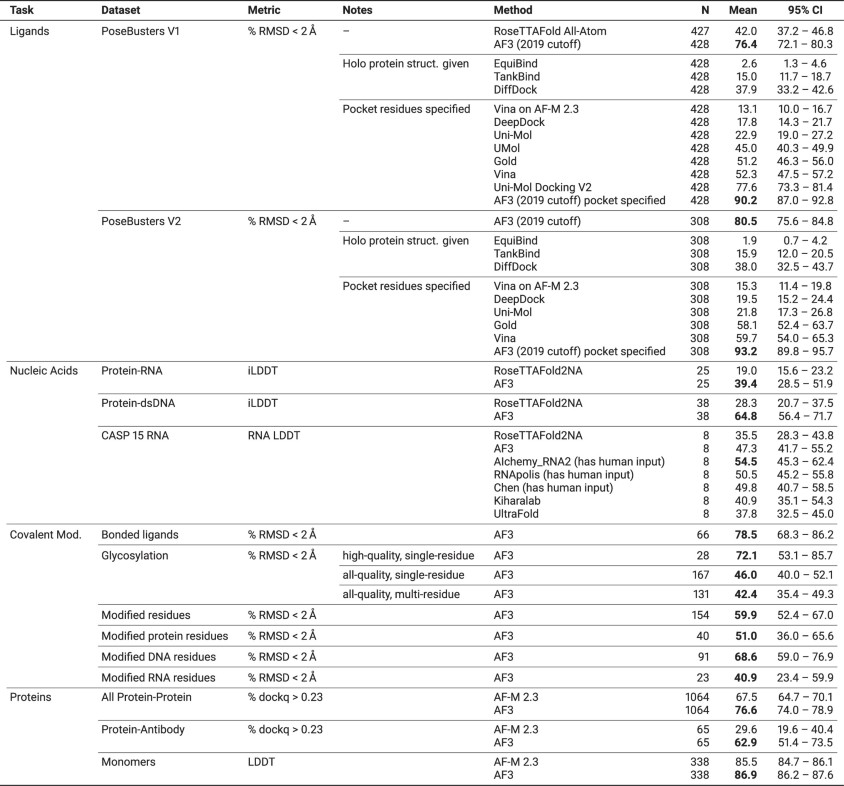 Task Dataset Metric Notes Method N Mean 95% CI
Ligands PoseBusters V1 % RMSD < 2 Å – RoseTTAFold All-Atom 427 42.0 37.2 – 46.8
AF3 (2019 cutoff) 428 76.4 72.1 – 80.3
Holo protein struct. given EquiBind 428 2.6 1.3 – 4.6
TankBind 428 15.0 11.7 – 18.7
DiffDock 428 37.9 33.2 – 42.6
Pocket residues specified Vina on AF-M 2.3 428 13.1 10.0 – 16.7
DeepDock 428 17.8 14.3 – 21.7
Uni-Mol 428 22.9 19.0 – 27.2
UMol 428 45.0 40.3 – 49.9
Gold 428 51.2 46.3 – 56.0
Vina 428 52.3 47.5 – 57.2
Uni-Mol Docking V2 428 77.6 73.3 – 81.4
AF3 (2019 cutoff) pocket specified 428 90.2 87.0 – 92.8
PoseBusters V2 % RMSD < 2 Å – AF3 (2019 cutoff) 308 80.5 75.6 – 84.8
Holo protein struct. given EquiBind 308 1.9 0.7 – 4.2
TankBind 308 15.9 12.0 – 20.5
DiffDock 308 38.0 32.5 – 43.7
Pocket residues specified Vina on AF-M 2.3 308 15.3 11.4 – 19.8
DeepDock 308 19.5 15.2 – 24.4
Uni-Mol 308 21.8 17.3 – 26.8
Gold 308 58.1 52.4 – 63.7
Vina 308 59.7 54.0 – 65.3
AF3 (2019 cutoff) pocket specified 308 93.2 89.8 – 95.7
Nucleic Acids Protein-RNA iLDDT RoseTTAFold2NA 25 19.0 15.6 – 23.2
AF3 25 39.4 28.5 – 51.9
Protein-dsDNA iLDDT RoseTTAFold2NA 38 28.3 20.7 – 37.5
AF3 38 64.8 56.4 – 71.7
CASP 15 RNA RNA LDDT RoseTTAFold2NA 8 35.5 28.3 – 43.8
AF3 8 47.3 41.7 – 55.2
Alchemy_RNA2 (has human input) 8 54.5 45.3 – 62.4
RNApolis (has human input) 8 50.5 45.2 – 55.8
Chen (has human input) 8 49.8 40.7 – 58.5
Kiharalab 8 40.9 35.1 – 54.3
UltraFold 8 37.8 32.5 – 45.0
Covalent Mod. Bonded ligands % RMSD < 2 Å AF3 66 78.5 68.3 – 86.2
Glycosylation % RMSD < 2 Å high-quality, single-residue AF3 28 72.1 53.1 – 85.7
all-quality, single-residue AF3 167 46.0 40.0 – 52.1
all-quality, multi-residue AF3 131 42.4 35.4 – 49.3
Modified residues % RMSD < 2 Å AF3 154 59.9 52.4 – 67.0
Modified protein residues % RMSD < 2 Å AF3 40 51.0 36.0 – 65.6
Modified DNA residues % RMSD < 2 Å AF3 91 68.6 59.0 – 76.9
Modified RNA residues % RMSD < 2 Å AF3 23 40.9 23.4 – 59.9
Proteins All Protein-Protein % dockq > 0.23 AF-M 2.3 1064 67.5 64.7 – 70.1
AF3 1064 76.6 74.0 – 78.9
Protein-Antibody % dockq > 0.23 AF-M 2.3 65 29.6 19.6 – 40.4
AF3 65 62.9 51.4 – 73.5
Monomers LDDT AF-M 2.3 338 85.5 84.7 – 86.1
AF3 338 86.9 86.2 – 87.6